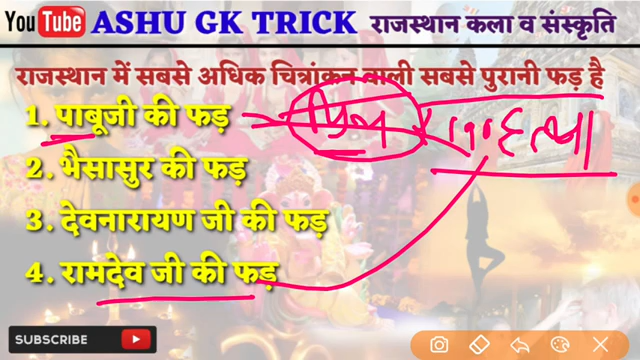 YouTube ASHU GK TRICK राजस्थान कला व संस्कृति
राजस्थान में सबसे अधिक चित्रांकन वाली सबसे पुरानी फड़ है
1. पाबूजी की फड़
2. भैसासुर की फड़
3. देवनारायण जी की फड़
4. रामदेव जी की फड़
SUBSCRIBE